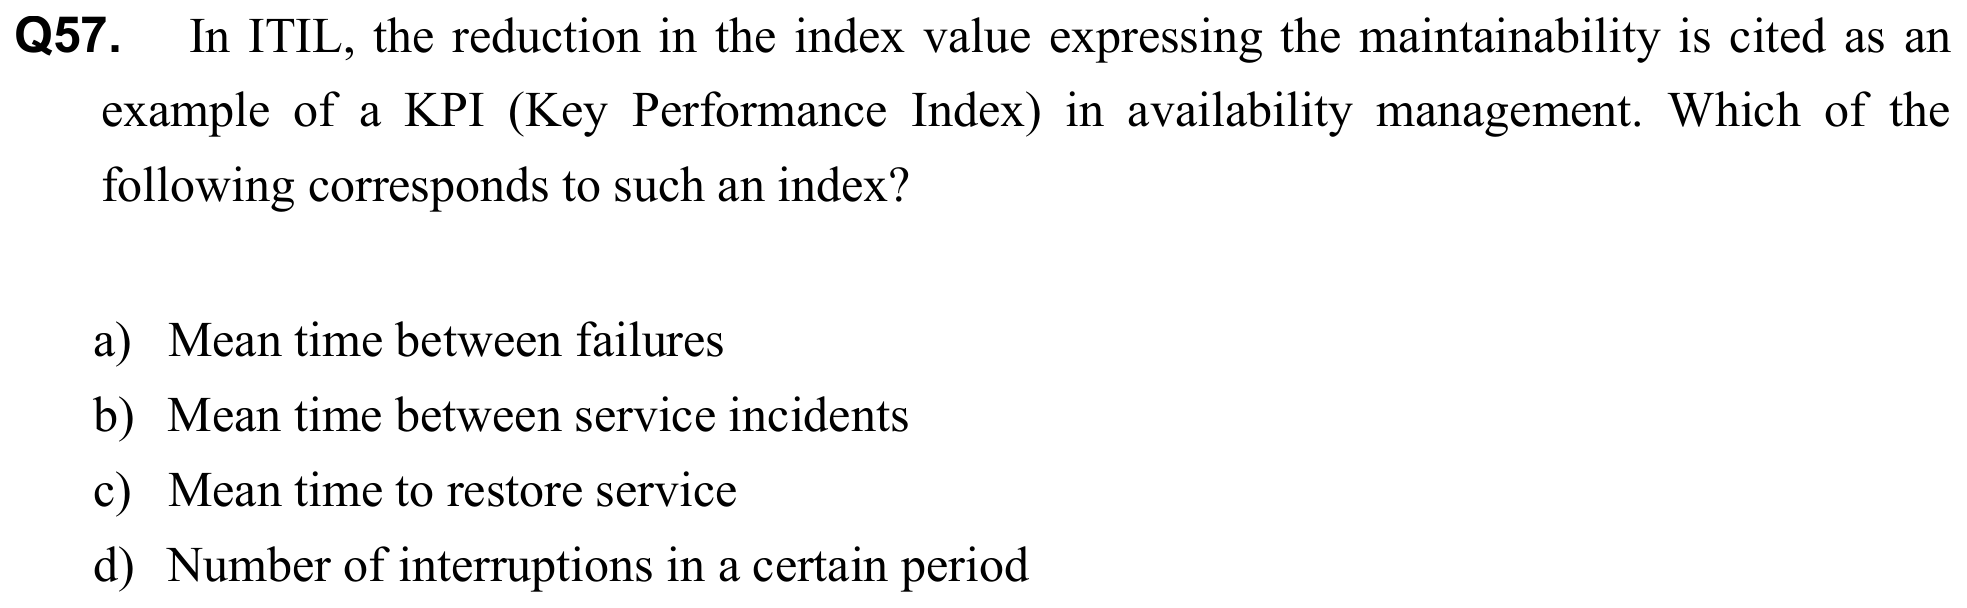 Q57. In ITIL, the reduction in the index value expressing the maintainability is cited as an
example of a KPI (Key Performance Index) in availability management. Which of the
following corresponds to such an index?
a) Mean time between failures
b) Mean time between service incidents
c) Mean time to restore service
d) Number of interruptions in a certain period